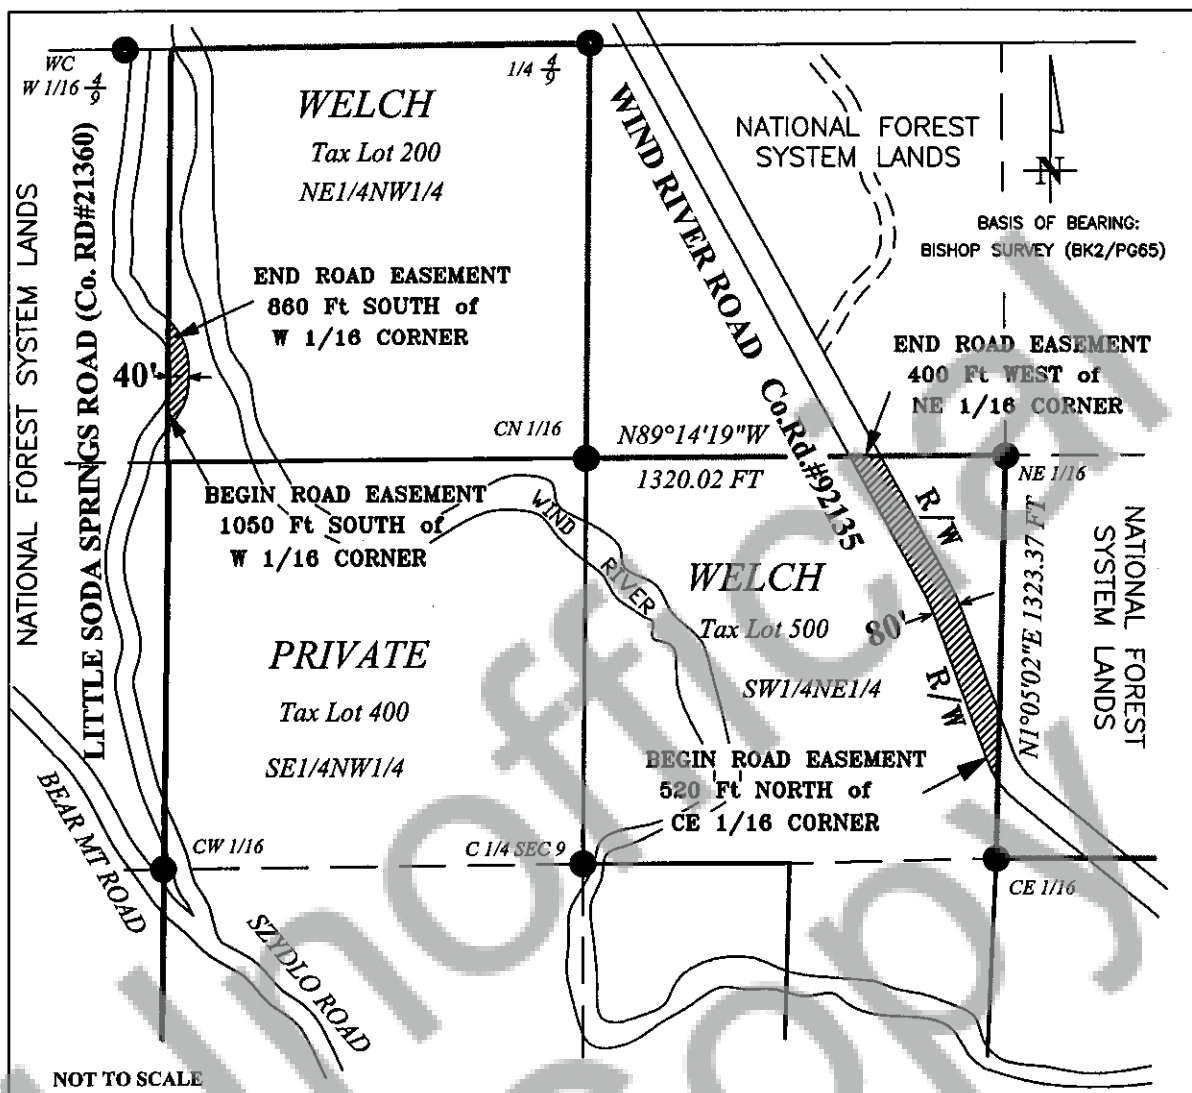 WC
W 1/16 4/9
1/4 4/9
WELCH
Tax Lot 200
NE1/4NW1/4
NATIONAL FOREST
SYSTEM LANDS
N
BASIS OF BEARING:
BISHOP SURVEY (BK2/PG65)
NATIONAL FOREST SYSTEM LANDS
LITTLE SODA SPRINGS ROAD (Co. RD#21360)
END ROAD EASEMENT
860 Ft SOUTH of
W 1/16 CORNER
40'
WIND RIVER ROAD Co.Rd.#92135
END ROAD EASEMENT
400 Ft WEST of
NE 1/16 CORNER
CN 1/16
N89°14'19"W
1320.02 FT
NE 1/16
BEGIN ROAD EASEMENT
1050 Ft SOUTH of
W 1/16 CORNER
WIND
RIVER
R/W
WELCH
Tax Lot 500
80'
SW1/4NE1/4
R/W
N1°05'02"E 1323.37 FT
NATIONAL FOREST
SYSTEM LANDS
PRIVATE
Tax Lot 400
SE1/4NW1/4
BEGIN ROAD EASEMENT
520 Ft NORTH of
CE 1/16 CORNER
BEAR MT ROAD
CW 1/16
C 1/4 SEC 9
CE 1/16
SZYDLO ROAD
NOT TO SCALE
Unofficial
Copy